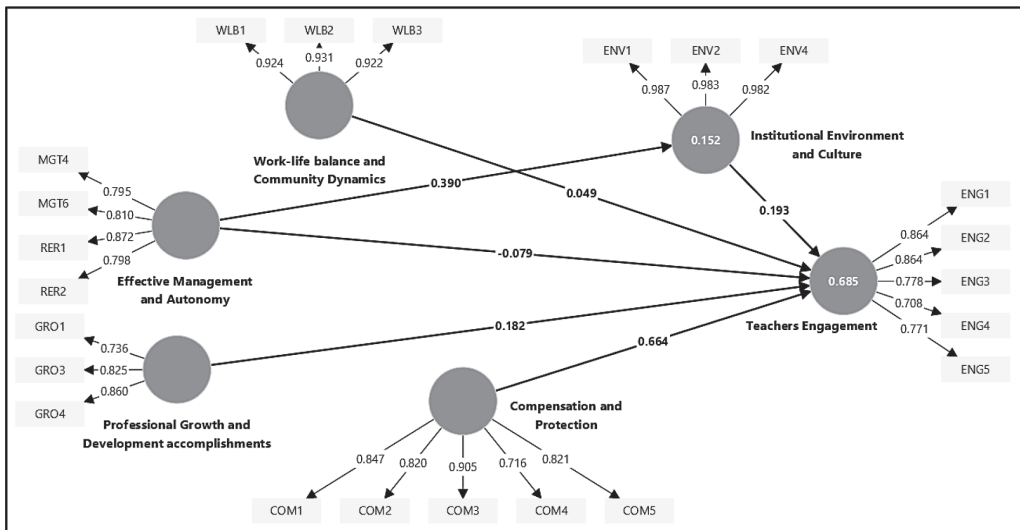 WLB1
WLB2
WLB3
0.924
0.931
0.922
Work-life balance and
Community Dynamics
ENV1
ENV2
ENV4
0.987
0.983
0.982
0.152
Institutional Environment
and Culture
MGT4
MGT6
RER1
RER2
0.795
0.810
0.872
0.798
Effective Management
and Autonomy
0.390
0.049
0.193
-0.079
0.182
0.664
GRO1
GRO3
GRO4
0.736
0.825
0.860
Professional Growth and
Development accomplishments
0.685
Teachers Engagement
0.864
0.864
0.778
0.708
0.771
ENG1
ENG2
ENG3
ENG4
ENG5
Compensation and
Protection
0.847
0.820
0.905
0.716
0.821
COM1
COM2
COM3
COM4
COM5